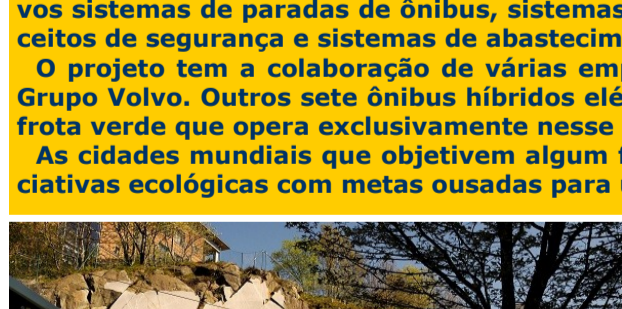 vos sistemas de paradas de ônibus, sistemas
ceitos de segurança e sistemas de abastecim
O projeto tem a colaboração de várias em
Grupo Volvo. Outros sete ônibus híbridos elé
frota verde que opera exclusivamente nesse
As cidades mundiais que objetivem algum
ciativas ecológicas com metas ousadas para